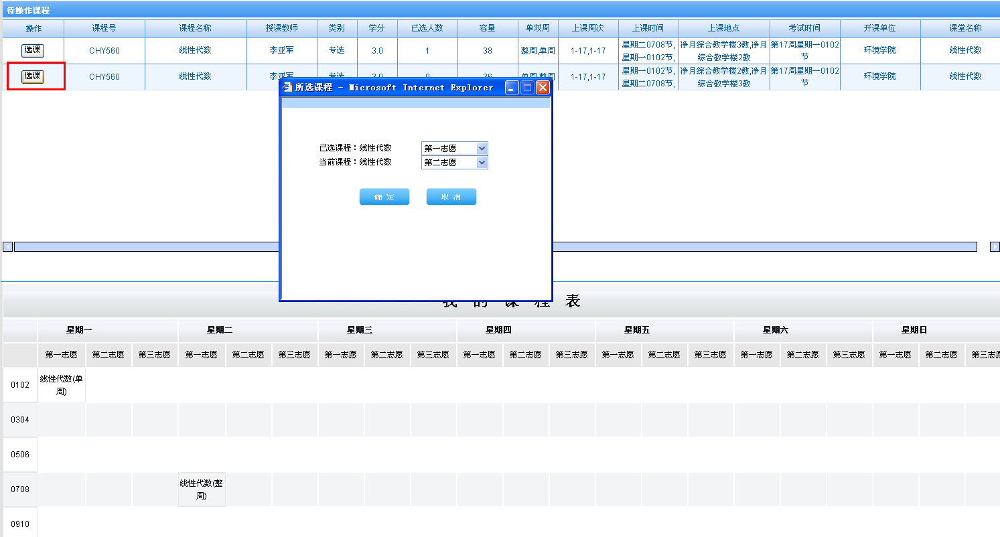 待操作课程
操作 课程号 课程名称 授课教师 类别 学分 已选人数 容量 单双周 上课周次 上课时间 上课地点 考试时间 开课单位 课堂名称
选课 CHY560 线性代数 李亚军 专选 3.0 1 38 整周,单周 1-17,1-17 星期二0708节,星期一0102节 净月综合教学楼3教,净月综合教学楼2教 第17周星期一0102节 环境学院 线性代数
选课 CHY560 线性代数 李亚军 专选 3.0 0 36 单周,整周 1-17,1-17 星期一0102节,星期二0708节, 净月综合教学楼2教,净月综合教学楼3教 第17周星期一0102节 环境学院 线性代数
所选课程 - Microsoft Internet Explorer
已选课程：线性代数 第一志愿
当前课程：线性代数 第二志愿
确 定 取 消
我 的 课 程 表
星期一 星期二 星期三 星期四 星期五 星期六 星期日
第一志愿 第二志愿 第三志愿 第一志愿 第二志愿 第三志愿 第一志愿 第二志愿 第三志愿 第一志愿 第二志愿 第三志愿 第一志愿 第二志愿 第三志愿 第一志愿 第二志愿 第三志愿 第一志愿 第二志愿 第三志愿
0102 线性代数(单周)
0304
0506
0708 线性代数(整周)
0910